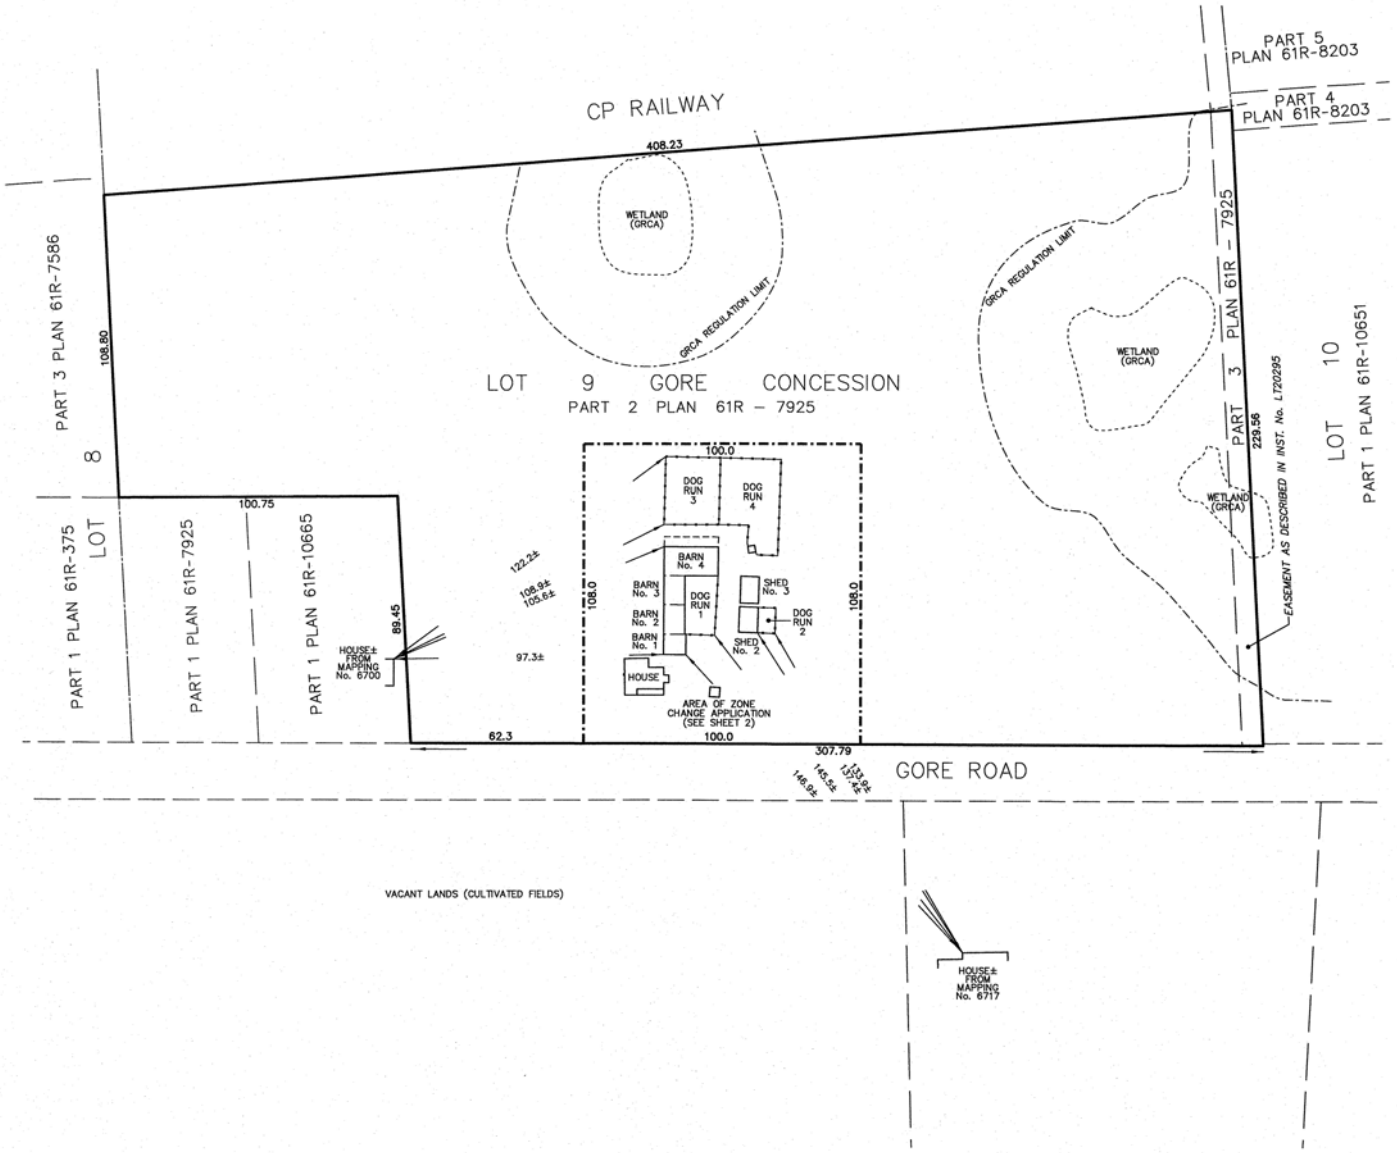 PART 5
PLAN 61R-8203
PART 4
PLAN 61R-8203
CP RAILWAY
408.23
WETLAND
(GRCA)
GRCA REGULATION LIMIT
GRCA REGULATION LIMIT
PART 3 PLAN 61R - 7925
PART 3 PLAN 61R-7586
108.80
WETLAND
(GRCA)
LOT 9 GORE CONCESSION
PART 2 PLAN 61R - 7925
229.56
EASEMENT AS DESCRIBED IN INST. No. LT20295
LOT 10
PART 1 PLAN 61R-10651
LOT 8
100.75
100.0
DOG
RUN
3
DOG
RUN
4
WETLAND
(GRCA)
PART 1 PLAN 61R-375
PART 1 PLAN 61R-7925
PART 1 PLAN 61R-10665
89.45
122.2±
108.9±
105.6±
97.3±
108.0
108.0
BARN
No. 4
BARN
No. 3
BARN
No. 2
BARN
No. 1
DOG
RUN
1
SHED
No. 3
DOG
RUN
2
SHED
No. 2
HOUSE±
FROM
MAPPING
No. 6700
HOUSE
AREA OF ZONE
CHANGE APPLICATION
(SEE SHEET 2)
62.3
100.0
307.79
133.9±
137.4±
145.5±
146.9±
GORE ROAD
VACANT LANDS (CULTIVATED FIELDS)
HOUSE±
FROM
MAPPING
No. 6717